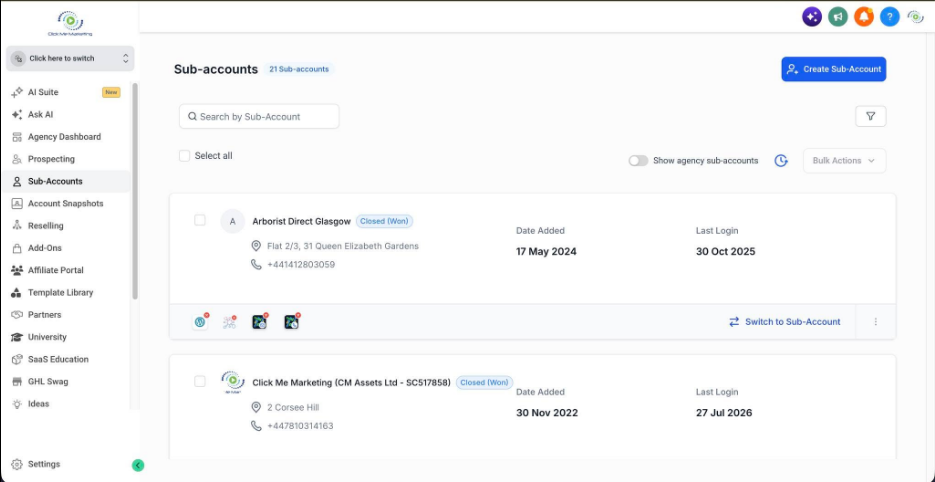 Click Me Marketing
Click here to switch
AI Suite New
Ask AI
Agency Dashboard
Prospecting
Sub-Accounts
Account Snapshots
Reselling
Add-Ons
Affiliate Portal
Template Library
Partners
University
SaaS Education
GHL Swag
Ideas
Settings
?
Sub-accounts 21 Sub-accounts
Create Sub-Account
Search by Sub-Account
Select all
Show agency sub-accounts
Bulk Actions
A Arborist Direct Glasgow Closed (Won)
Flat 2/3, 31 Queen Elizabeth Gardens
+441412803059
Date Added
17 May 2024
Last Login
30 Oct 2025
Switch to Sub-Account
Click Me Marketing (CM Assets Ltd - SC517858) Closed (Won)
2 Corsee Hill
+447810314163
Date Added
30 Nov 2022
Last Login
27 Jul 2026